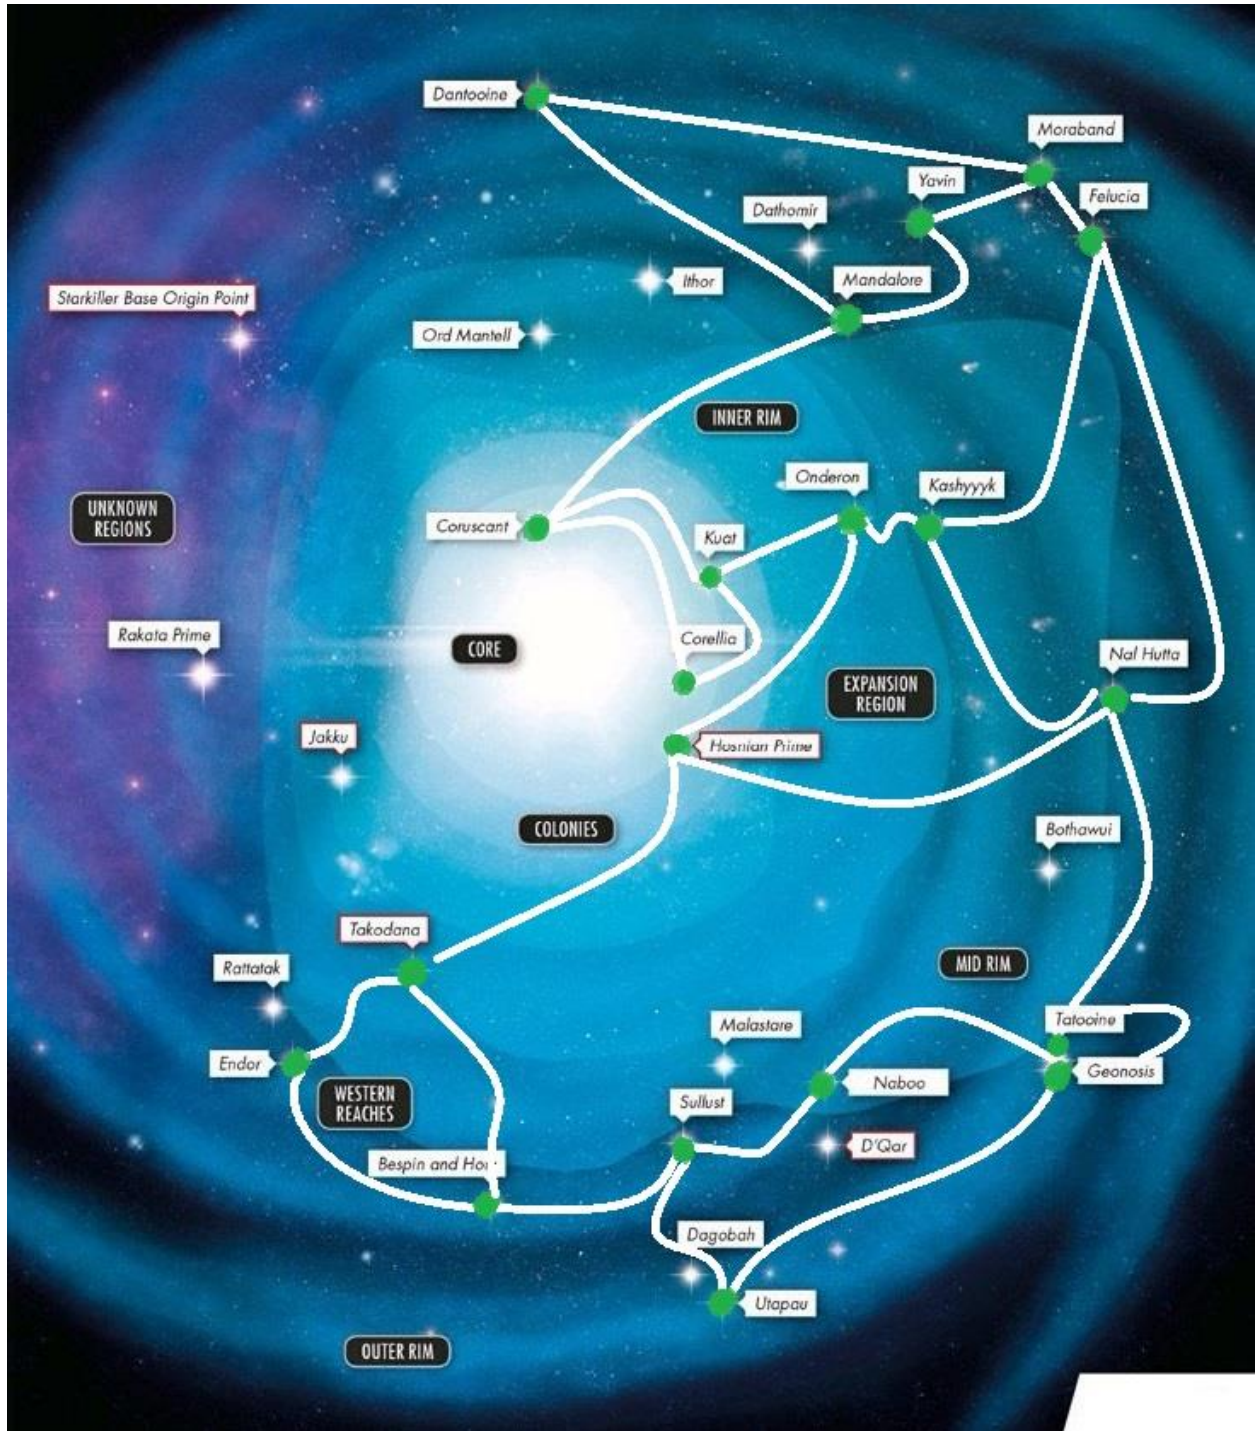 Dantooine
Moraband
Yavin
Felucia
Dathomir
Ithor
Mandalore
Starkiller Base Origin Point
Ord Mantell
INNER RIM
Onderon
Kashyyyk
UNKNOWN
REGIONS
Coruscant
Kuat
Rakata Prime
CORE
Corellia
Nal Hutta
EXPANSION
REGION
Jakku
Hosnian Prime
COLONIES
Bothawui
Takodana
Rattatak
MID RIM
Malastare
Tatooine
Endor
Geonosis
Naboo
WESTERN
REACHES
Sullust
D'Qar
Bespin and
Dagobah
Utapau
OUTER RIM